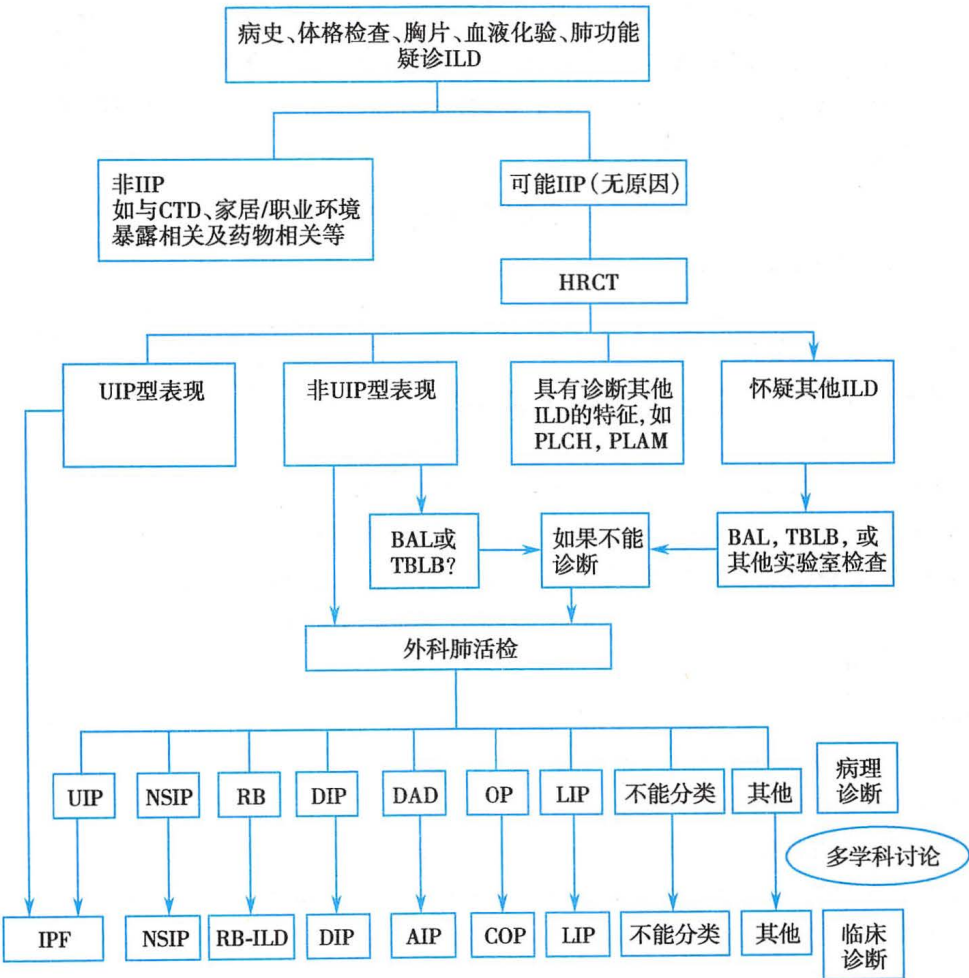 病史、体格检查、胸片、血液化验、肺功能
疑诊ILD
非IIP
如与CTD、家居/职业环境
暴露相关及药物相关等
可能IIP(无原因)
HRCT
UIP型表现
非UIP型表现
具有诊断其他
ILD的特征,如
PLCH, PLAM
怀疑其他ILD
BAL或
TBLB?
如果不能
诊断
BAL, TBLB, 或
其他实验室检查
外科肺活检
UIP
NSIP
RB
DIP
DAD
OP
LIP
不能分类
其他
病理
诊断
多学科讨论
IPF
NSIP
RB-ILD
DIP
AIP
COP
LIP
不能分类
其他
临床
诊断